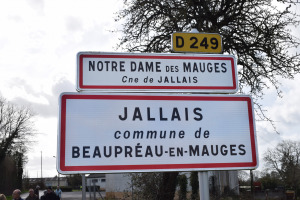 D 249
NOTRE DAME DES MAUGES
Cne de JALLAIS
JALLAIS
commune de
BEAUPRÉAU-EN-MAUGES